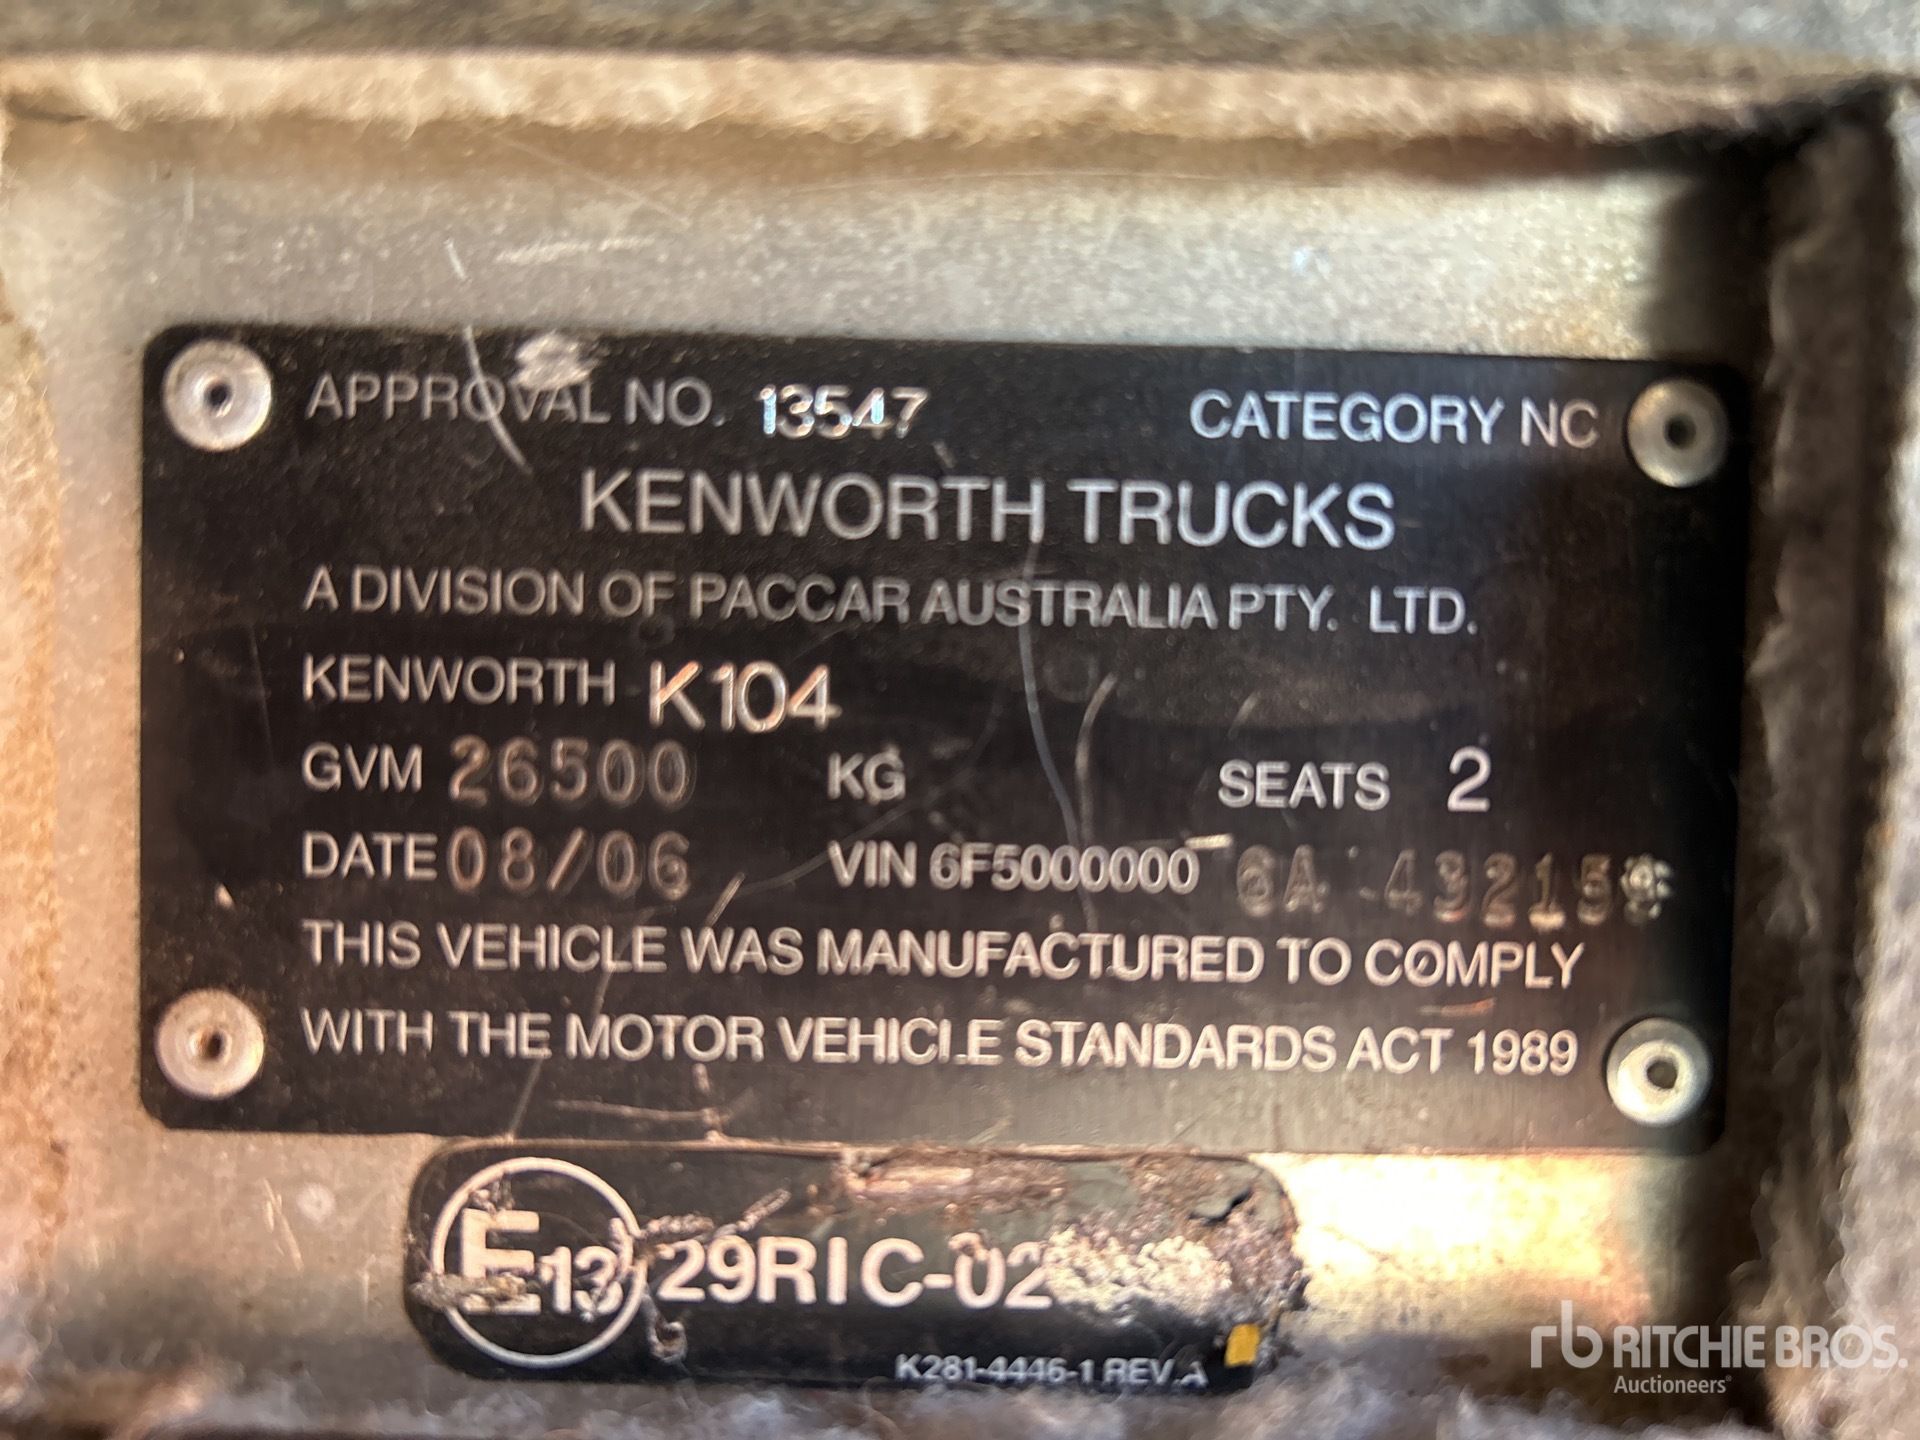 APPROVAL NO. 13547 CATEGORY NC
KENWORTH TRUCKS
A DIVISION OF PACCAR AUSTRALIA PTY. LTD.
KENWORTH K104
GVM 26500 KG SEATS 2
DATE 08/06 VIN 6F5000000
THIS VEHICLE WAS MANUFACTURED TO COMPLY
WITH THE MOTOR VEHICLE STANDARDS ACT 1989
E13 29RIC-02
K281-4446-1 REV.A
rb RITCHIE BROS.
Auctioneers®